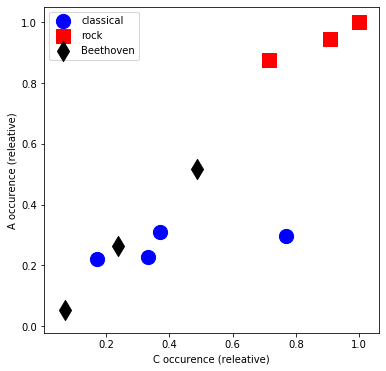 classical
rock
Beethoven
1.0
0.8
0.6
0.4
0.2
0.0
A occurence (releative)
0.2 0.4 0.6 0.8 1.0
C occurence (releative)